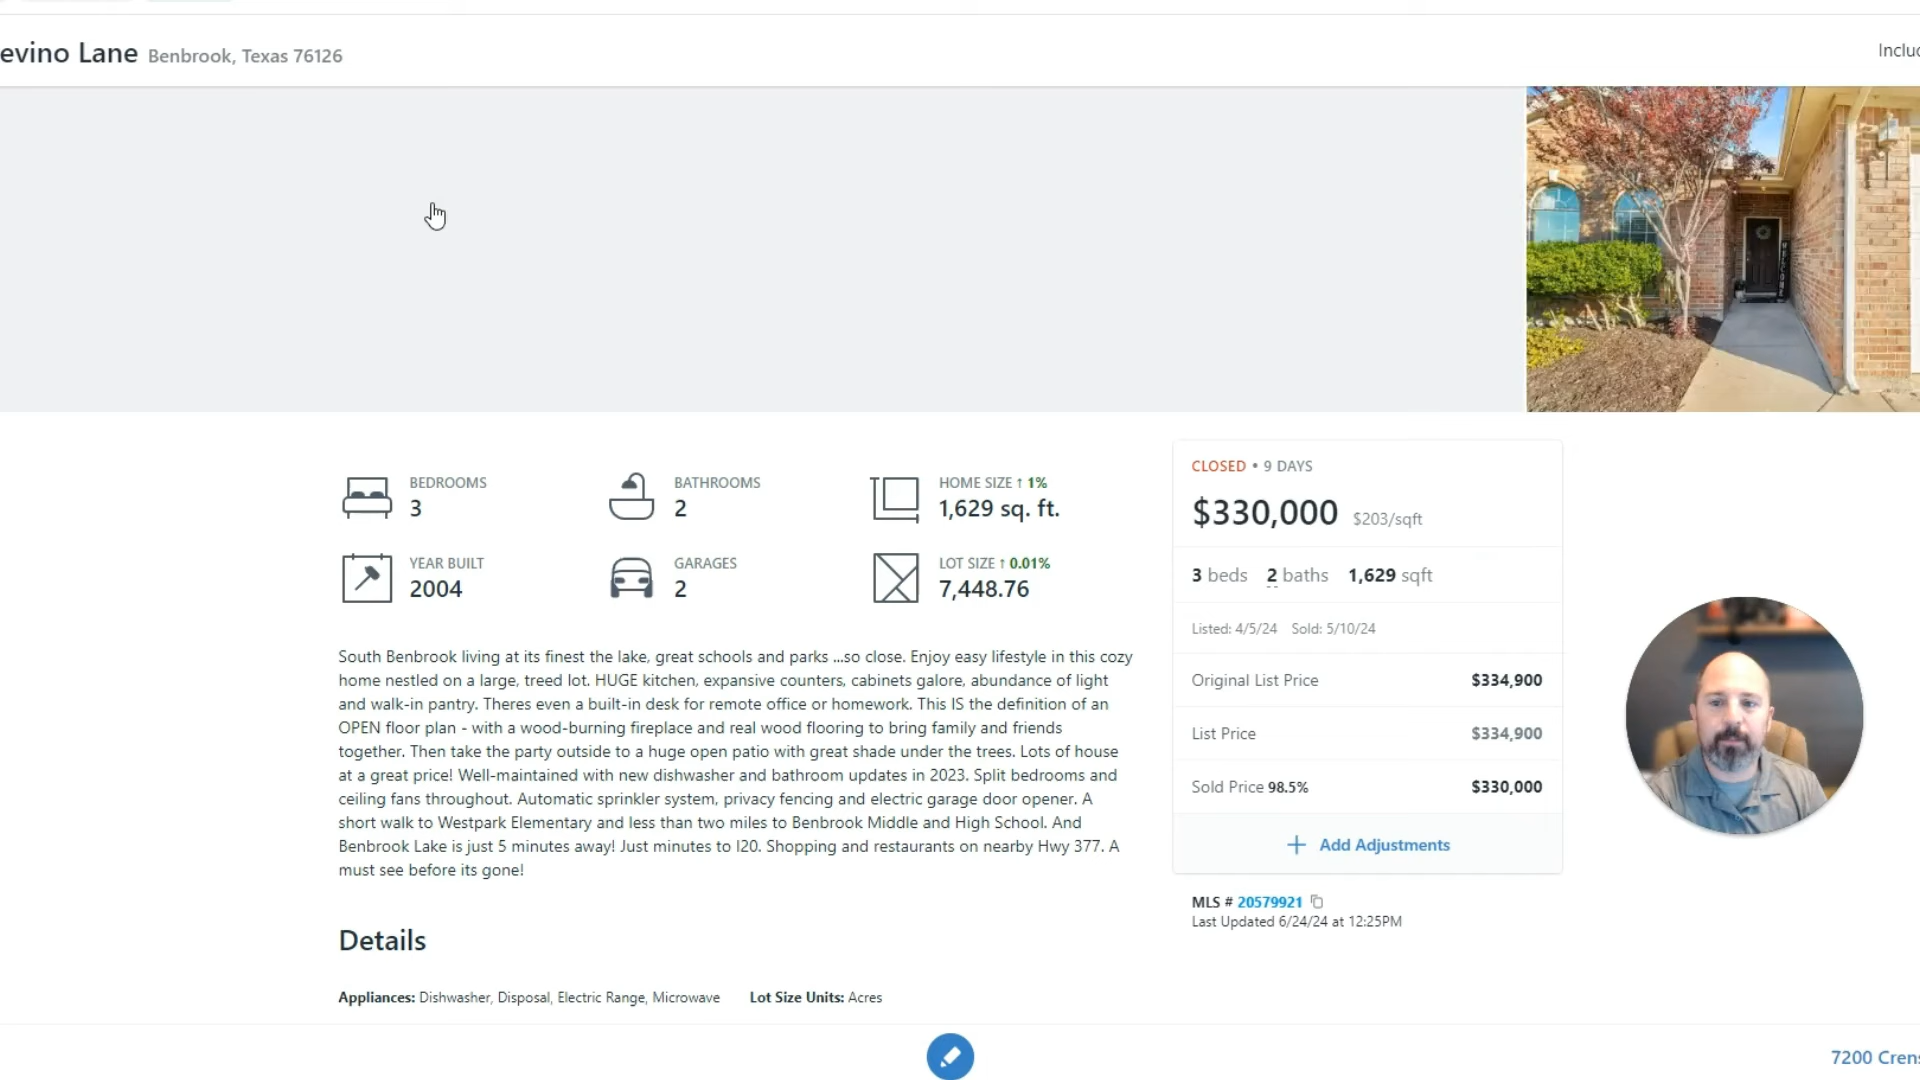 evino Lane Benbrook, Texas 76126
Inclu
BEDROOMS
3
BATHROOMS
2
HOME SIZE ↑ 1%
1,629 sq. ft.
YEAR BUILT
2004
GARAGES
2
LOT SIZE ↑ 0.01%
7,448.76
South Benbrook living at its finest the lake, great schools and parks ...so close. Enjoy easy lifestyle in this cozy
home nestled on a large, treed lot. HUGE kitchen, expansive counters, cabinets galore, abundance of light
and walk-in pantry. Theres even a built-in desk for remote office or homework. This IS the definition of an
OPEN floor plan - with a wood-burning fireplace and real wood flooring to bring family and friends
together. Then take the party outside to a huge open patio with great shade under the trees. Lots of house
at a great price! Well-maintained with new dishwasher and bathroom updates in 2023. Split bedrooms and
ceiling fans throughout. Automatic sprinkler system, privacy fencing and electric garage door opener. A
short walk to Westpark Elementary and less than two miles to Benbrook Middle and High School. And
Benbrook Lake is just 5 minutes away! Just minutes to I20. Shopping and restaurants on nearby Hwy 377. A
must see before its gone!
Details
Appliances: Dishwasher, Disposal, Electric Range, Microwave Lot Size Units: Acres
CLOSED • 9 DAYS
$330,000 $203/sqft
3 beds 2 baths 1,629 sqft
Listed: 4/5/24 Sold: 5/10/24
Original List Price $334,900
List Price $334,900
Sold Price 98.5% $330,000
+ Add Adjustments
MLS # 20579921
Last Updated 6/24/24 at 12:25PM
7200 Cren